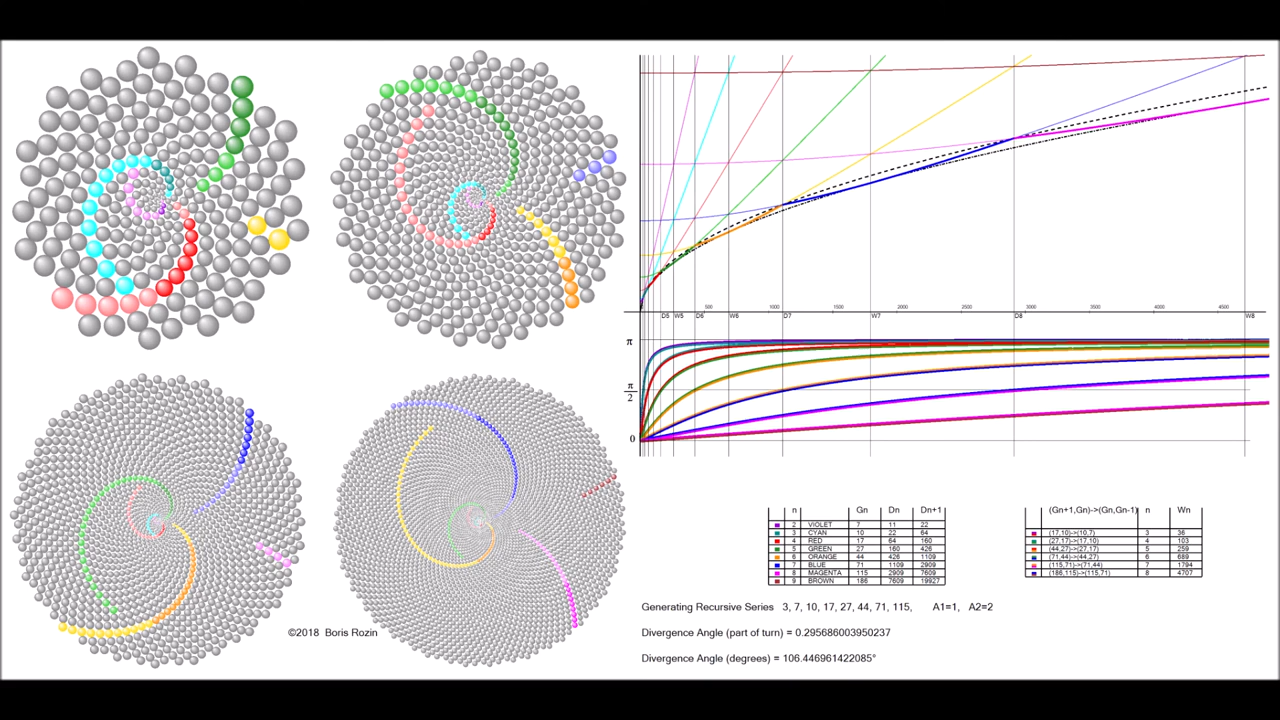 500 1000 1500 2000 2500 3000 3500 4000 4500
D5 W5 D6 W6 D7 W7 D8 W8
π
π
2
0
n Gn Dn Dn+1
2 VIOLET 7 11 22
3 CYAN 10 22 64
4 RED 17 64 160
5 GREEN 27 160 426
6 ORANGE 44 426 1109
7 BLUE 71 1109 2909
8 MAGENTA 115 2909 7609
9 BROWN 186 7609 19927
(Gn+1,Gn)->(Gn,Gn-1) n Wn
(17,10)->(10,7) 3 36
(27,17)->(17,10) 4 103
(44,27)->(27,17) 5 259
(71,44)->(44,27) 6 689
(115,71)->(71,44) 7 1794
(186,115)->(115,71) 8 4707
Generating Recursive Series 3, 7, 10, 17, 27, 44, 71, 115, A1=1, A2=2
©2018 Boris Rozin
Divergence Angle (part of turn) = 0.295686003950237
Divergence Angle (degrees) = 106.446961422085°